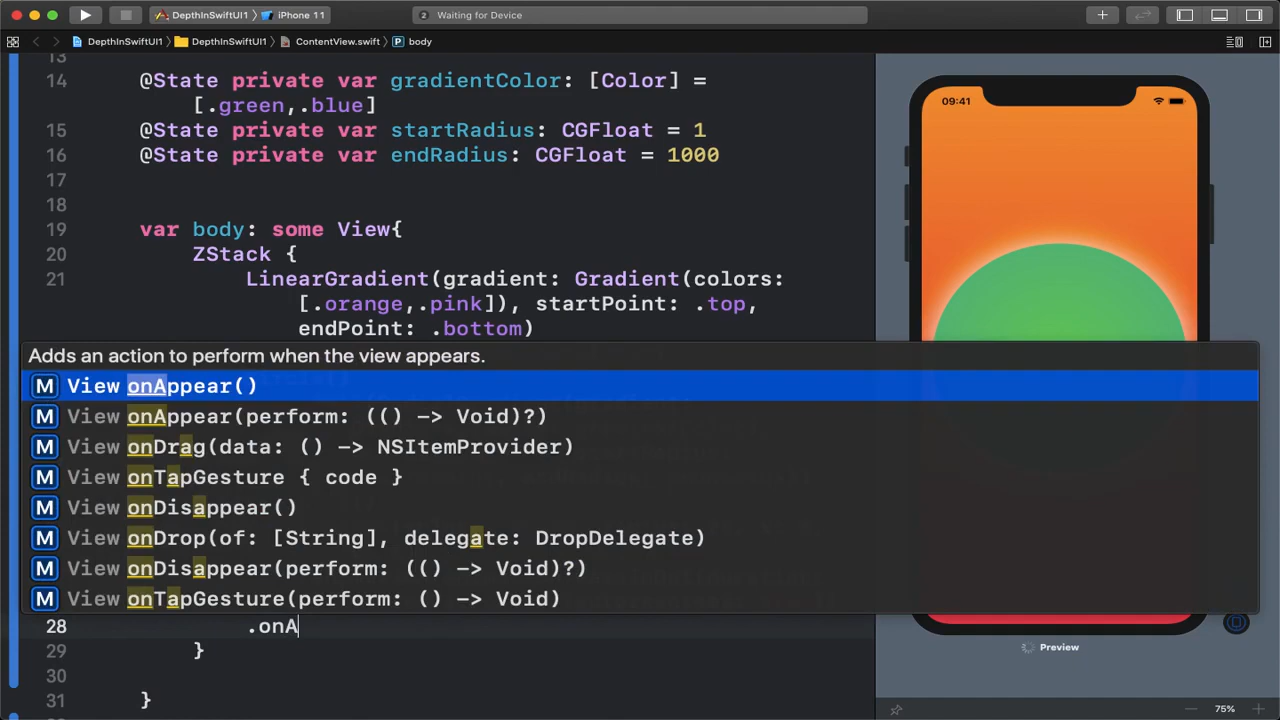 DepthInSwiftUI1 〉 iPhone 11
2 Waiting for Device
DepthInSwiftUI1 〉 DepthInSwiftUI1 〉 ContentView.swift 〉 P body
13
14 @State private var gradientColor: [Color] =
[.green,.blue]
15 @State private var startRadius: CGFloat = 1
16 @State private var endRadius: CGFloat = 1000
17
18
19 var body: some View{
20 ZStack {
21 LinearGradient(gradient: Gradient(colors:
[.orange,.pink]), startPoint: .top,
endPoint: .bottom)
Adds an action to perform when the view appears.
M View onAppear()
M View onAppear(perform: (() -> Void)?)
M View onDrag(data: () -> NSItemProvider)
M View onTapGesture { code }
M View onDisappear()
M View onDrop(of: [String], delegate: DropDelegate)
M View onDisappear(perform: (() -> Void)?)
M View onTapGesture(perform: () -> Void)
28 .onA
29 }
30
31 }
09:41
Preview
75%